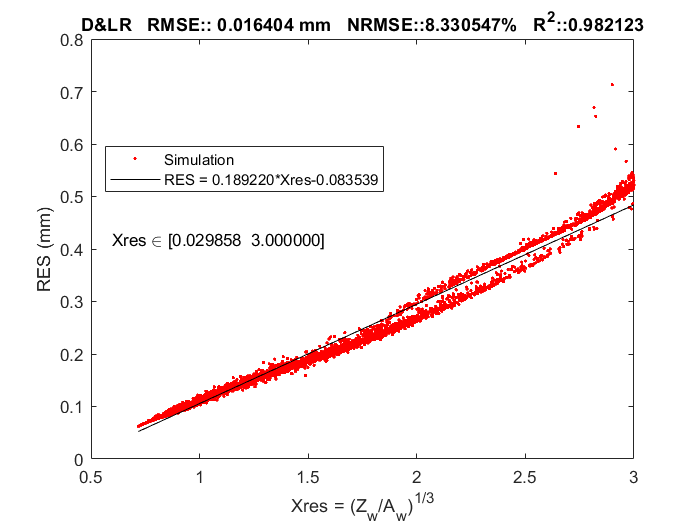 D&LR RMSE:: 0.016404 mm NRMSE::8.330547% R²::0.982123
0.8
0.7
0.6
0.5
0.4
0.3
0.2
0.1
0
RES (mm)
Simulation
RES = 0.189220*Xres-0.083539
Xres ∈ [0.029858 3.000000]
0.5 1 1.5 2 2.5 3
Xres = (Z_w/A_w)^1/3